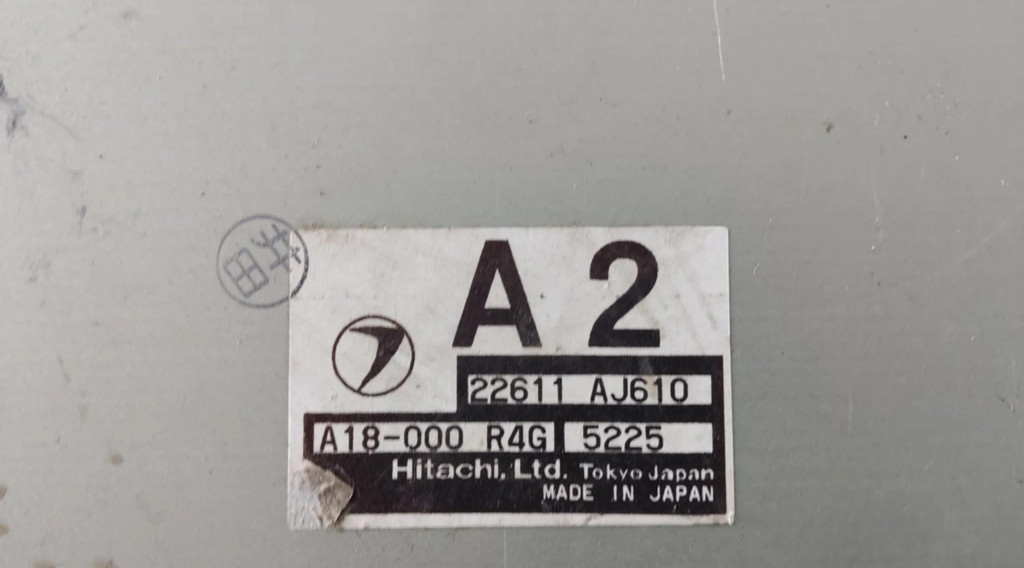 A2
22611 AJ610
A18-000 R4G 5225
Hitachi, Ltd. Tokyo Japan
MADE IN JAPAN